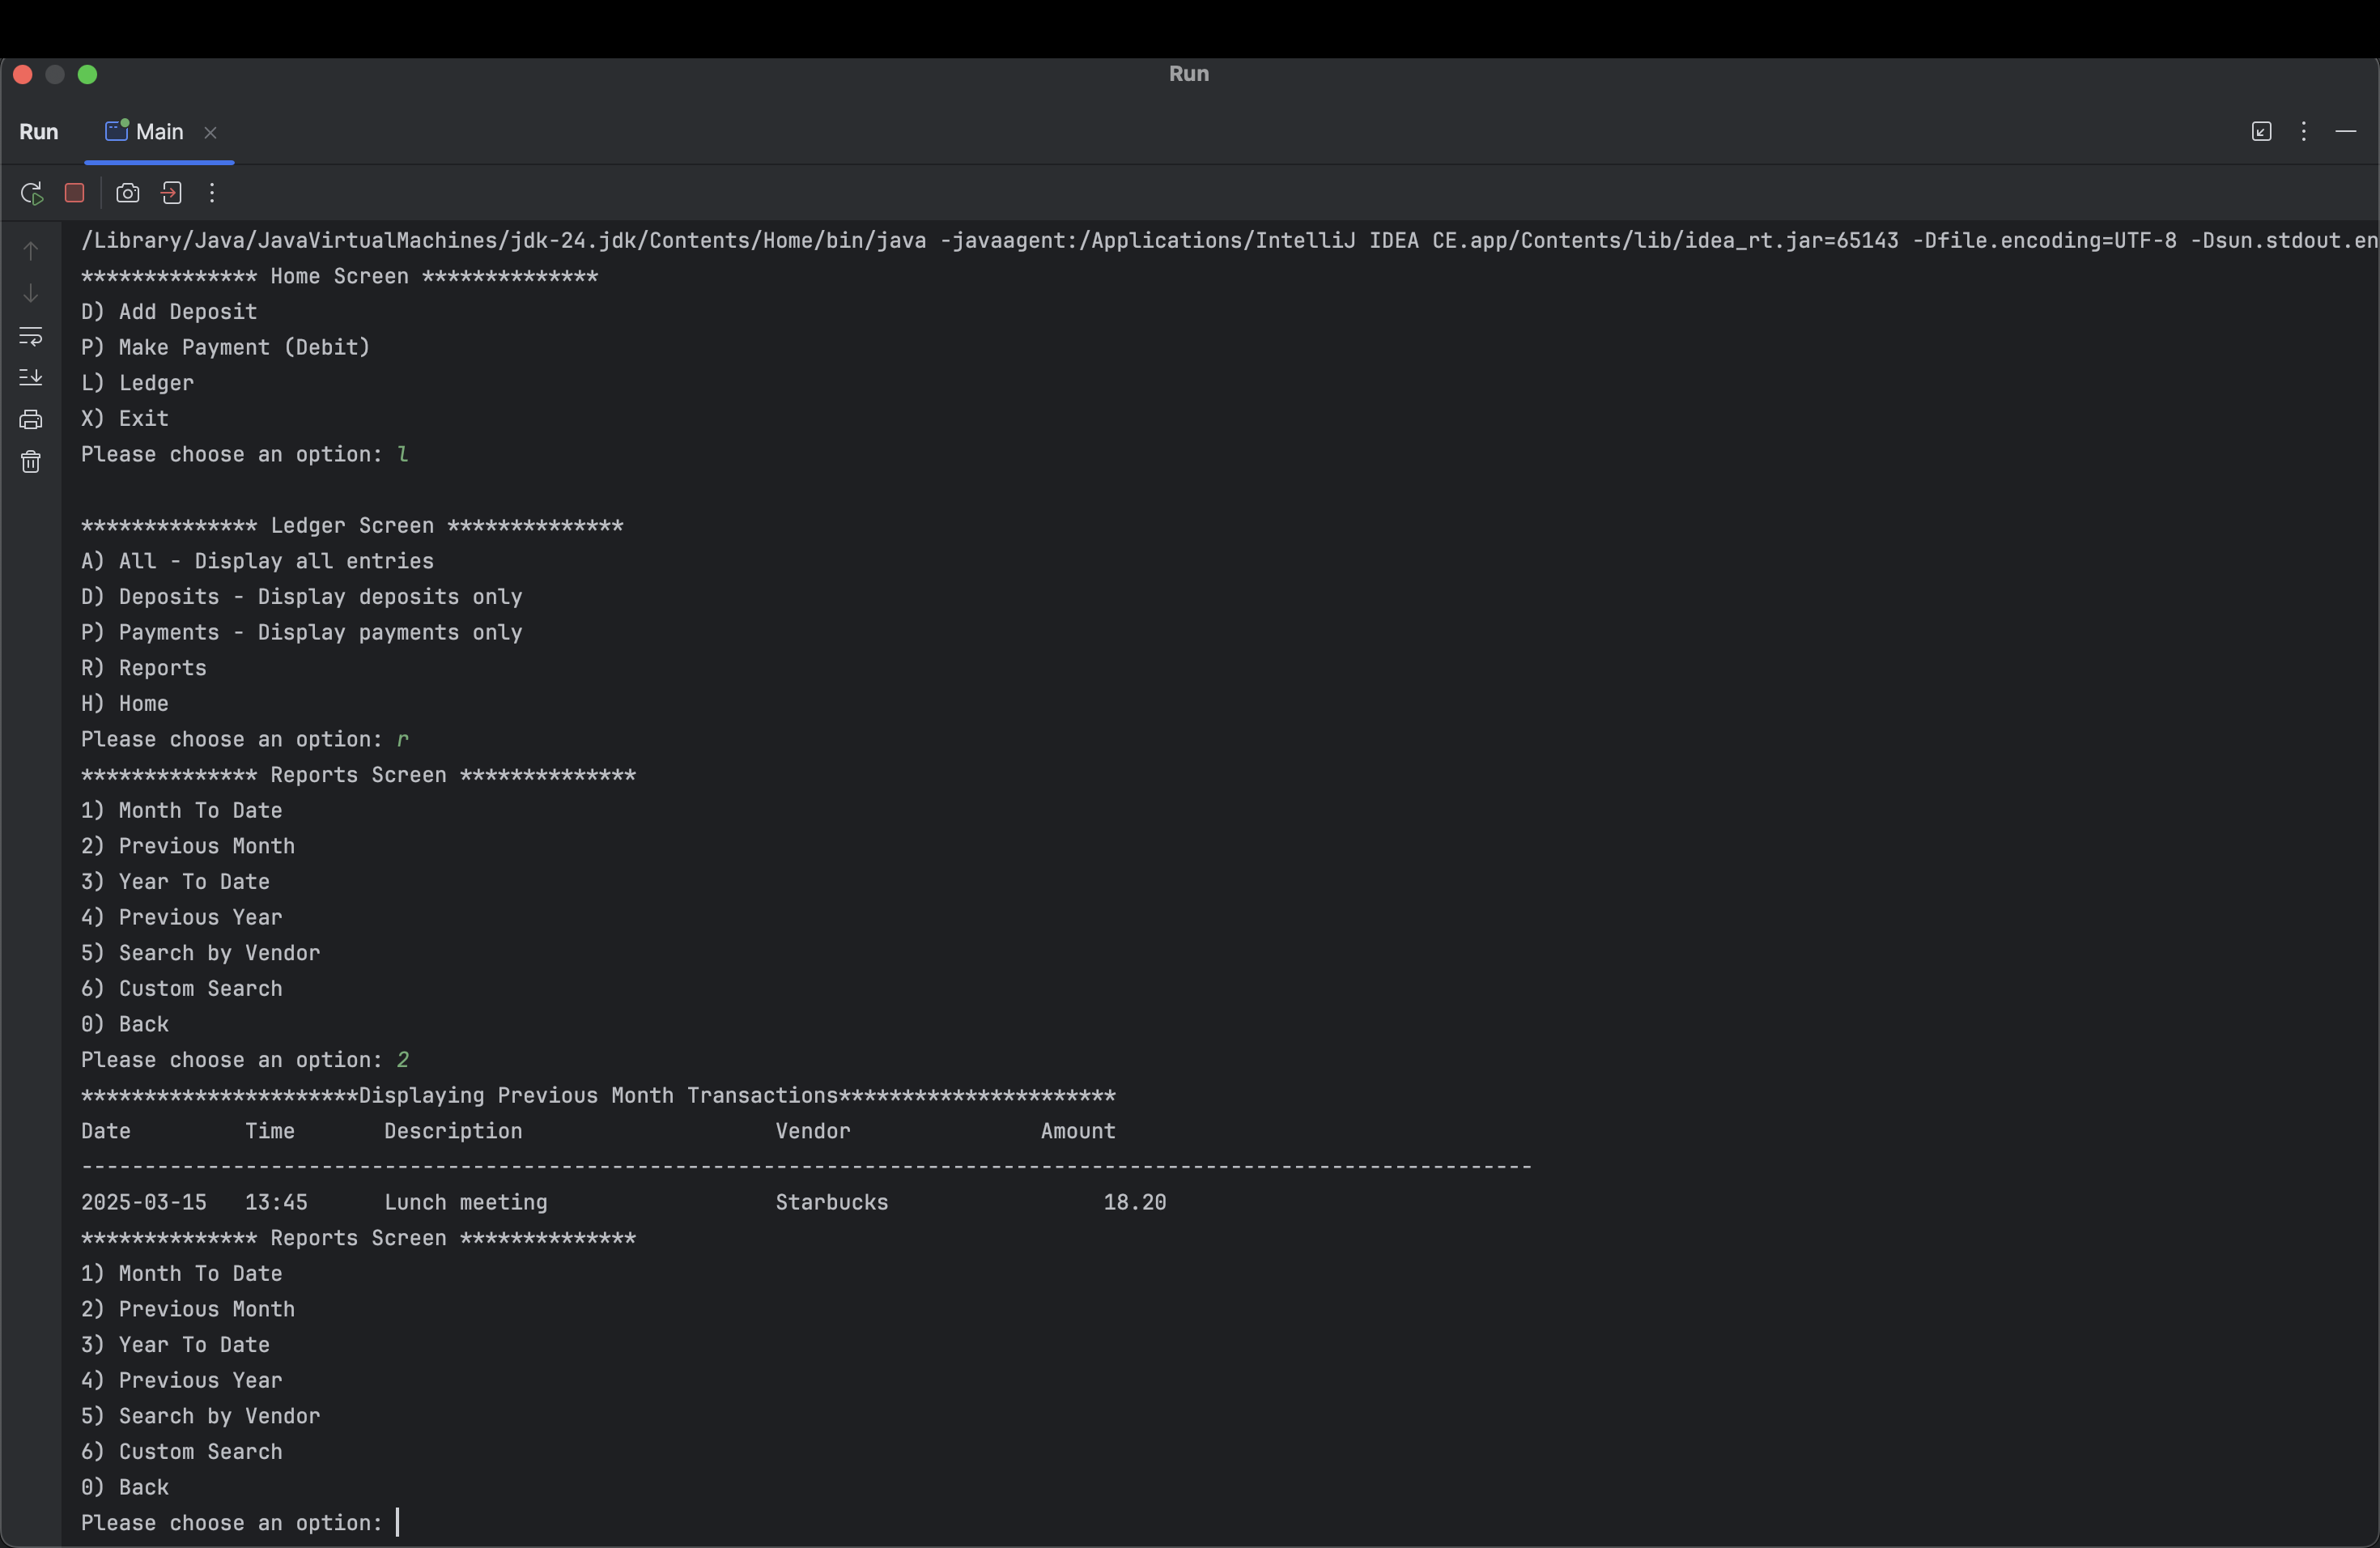 Run
Run Main
/Library/Java/JavaVirtualMachines/jdk-24.jdk/Contents/Home/bin/java -javaagent:/Applications/IntelliJ IDEA CE.app/Contents/lib/idea_rt.jar=65143 -Dfile.encoding=UTF-8 -Dsun.stdout.en
************** Home Screen **************
D) Add Deposit
P) Make Payment (Debit)
L) Ledger
X) Exit
Please choose an option: l
************** Ledger Screen **************
A) All - Display all entries
D) Deposits - Display deposits only
P) Payments - Display payments only
R) Reports
H) Home
Please choose an option: r
************** Reports Screen **************
1) Month To Date
2) Previous Month
3) Year To Date
4) Previous Year
5) Search by Vendor
6) Custom Search
0) Back
Please choose an option: 2
**********************Displaying Previous Month Transactions**********************
Date Time Description Vendor Amount
-------------------------------------------------------------------------------------------------------------------
2025-03-15 13:45 Lunch meeting Starbucks 18.20
************** Reports Screen **************
1) Month To Date
2) Previous Month
3) Year To Date
4) Previous Year
5) Search by Vendor
6) Custom Search
0) Back
Please choose an option: